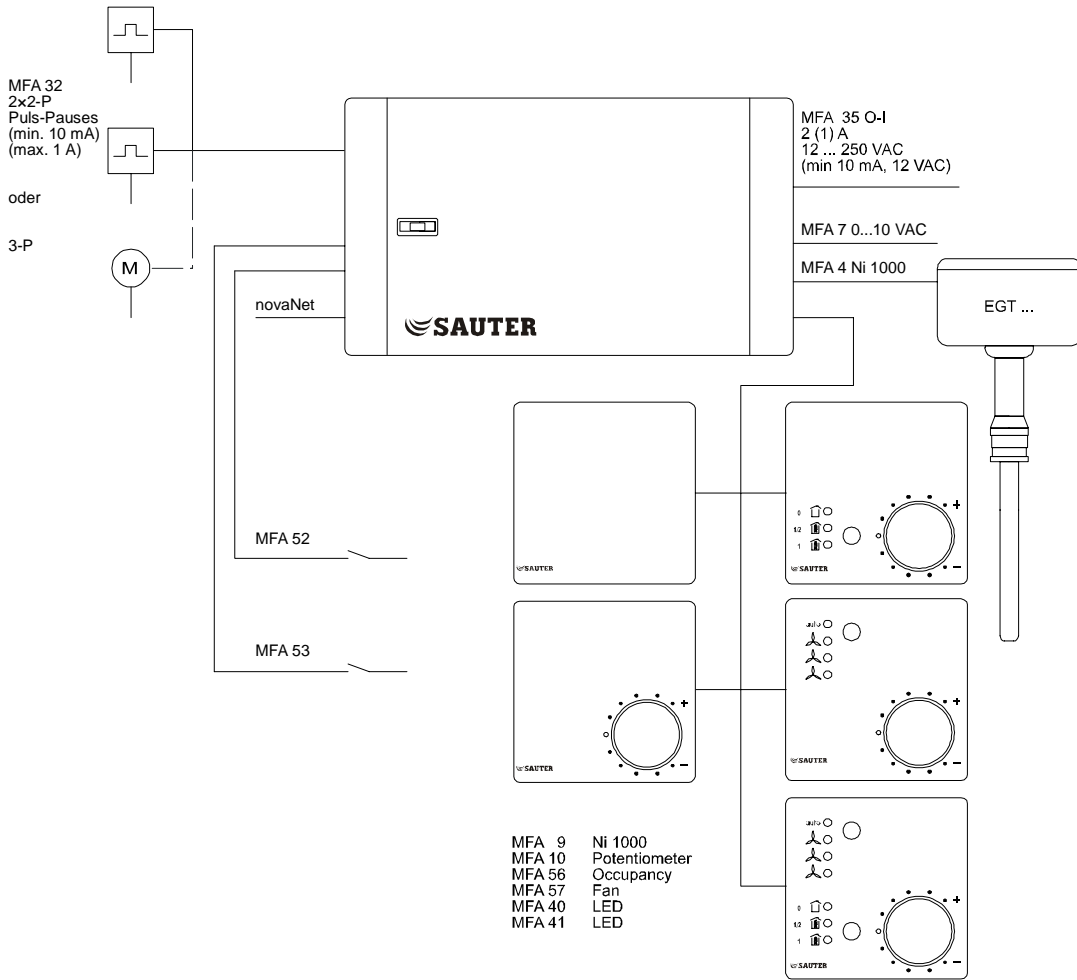 MFA 32
2×2-P
Puls-Pauses
(min. 10 mA)
(max. 1 A)
oder
3-P
M
novaNet
SAUTER
MFA 35 O-I
2 (1) A
12 ... 250 VAC
(min 10 mA, 12 VAC)
MFA 7 0...10 VAC
MFA 4 Ni 1000
EGT ...
MFA 52
MFA 53
SAUTER
0
1/2
1
+
−
SAUTER
+
−
SAUTER
auto
+
−
SAUTER
auto
0
1/2
1
+
−
SAUTER
MFA 9 Ni 1000
MFA 10 Potentiometer
MFA 56 Occupancy
MFA 57 Fan
MFA 40 LED
MFA 41 LED